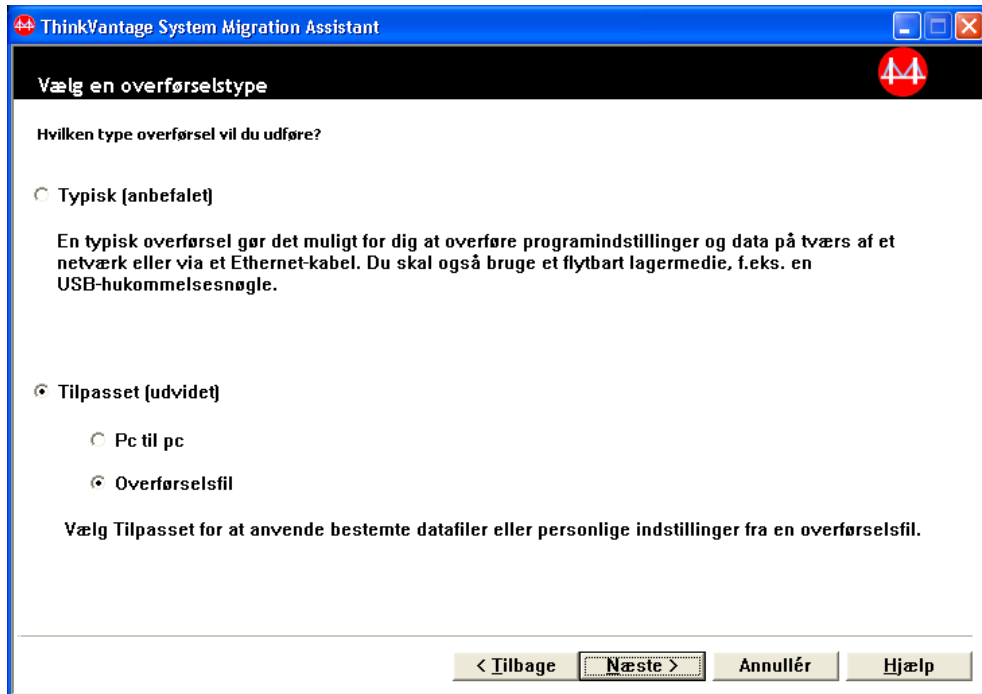 ThinkVantage System Migration Assistant
Vælg en overførselstype
Hvilken type overførsel vil du udføre?
Typisk (anbefalet)
En typisk overførsel gør det muligt for dig at overføre programindstillinger og data på tværs af et
netværk eller via et Ethernet-kabel. Du skal også bruge et flytbart lagermedie, f.eks. en
USB-hukommelsesnøgle.
Tilpasset (udvidet)
Pc til pc
Overførselsfil
Vælg Tilpasset for at anvende bestemte datafiler eller personlige indstillinger fra en overførselsfil.
< Tilbage Næste > Annullér Hjælp